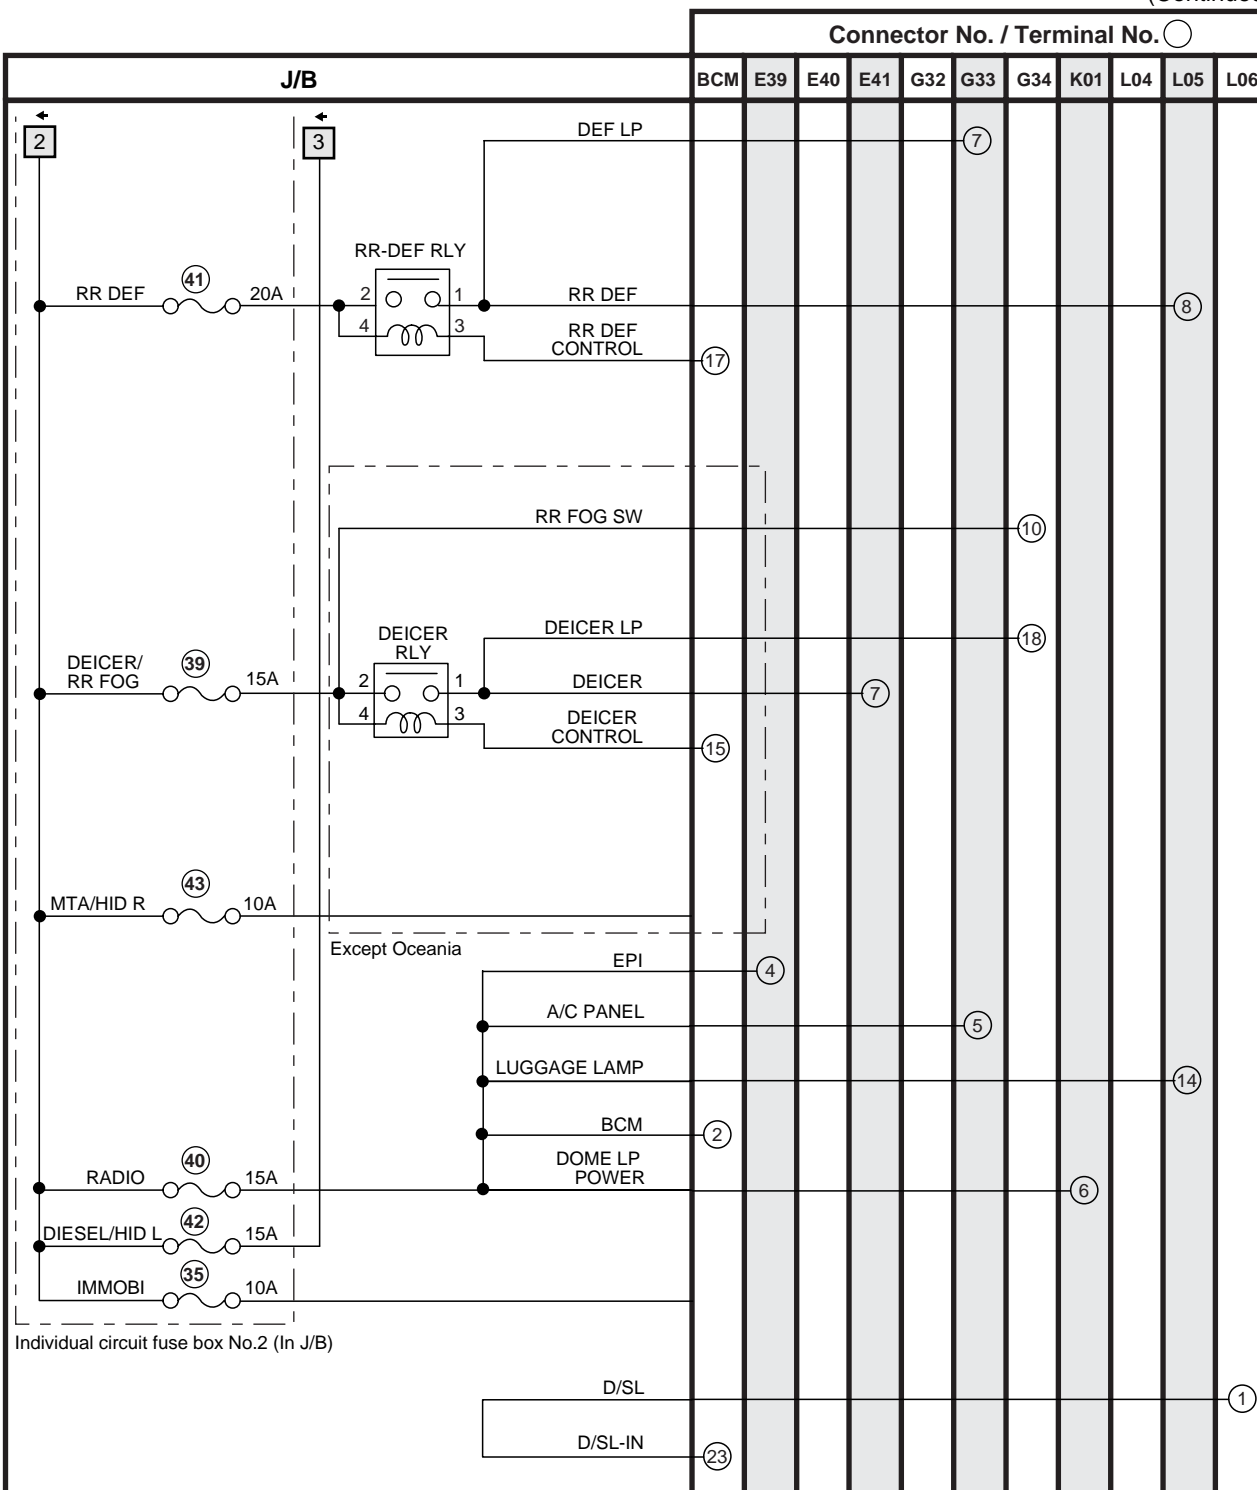 Connector No. / Terminal No.
J/B
BCM E39 E40 E41 G32 G33 G34 K01 L04 L05 L06
2
3
DEF LP
7
RR-DEF RLY
RR DEF
41
20A
2
1
4
3
RR DEF
8
RR DEF
CONTROL
17
RR FOG SW
10
DEICER LP
18
DEICER
RLY
DEICER/
RR FOG
39
15A
2
1
4
3
DEICER
7
DEICER
CONTROL
15
MTA/HID R
43
10A
Except Oceania
EPI
4
A/C PANEL
5
LUGGAGE LAMP
14
BCM
2
DOME LP
POWER
6
RADIO
40
15A
DIESEL/HID L
42
15A
IMMOBI
35
10A
Individual circuit fuse box No.2 (In J/B)
D/SL
1
D/SL-IN
23